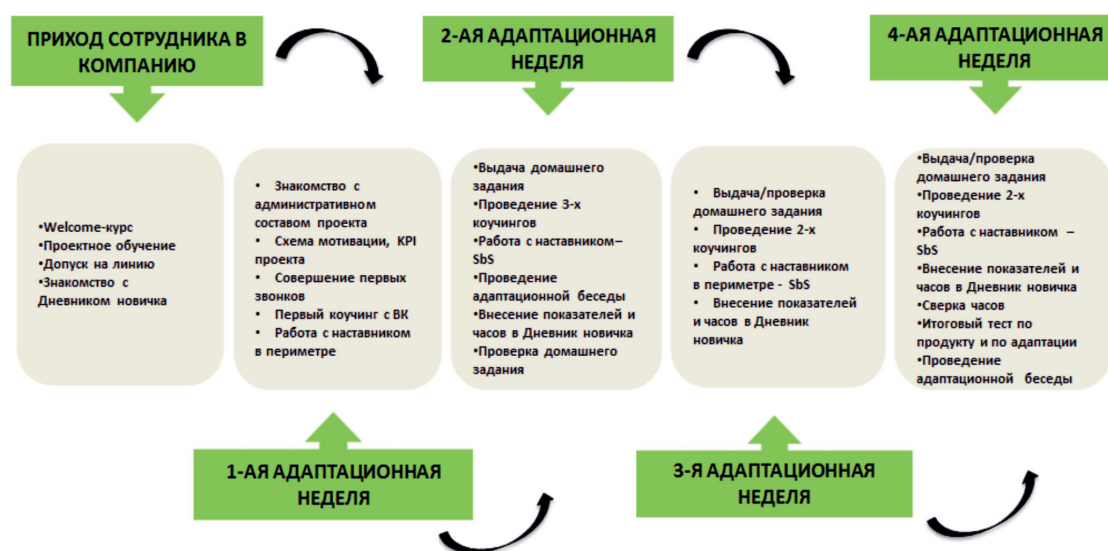 ПРИХОД СОТРУДНИКА В
КОМПАНИЮ
•Welcome-курс
•Проектное обучение
•Допуск на линию
•Знакомство с
Дневником новичка
1-АЯ АДАПТАЦИОННАЯ
НЕДЕЛЯ
• Знакомство с
административном
составом проекта
• Схема мотивации, KPI
проекта
• Совершение первых
звонков
• Первый коучинг с ВК
• Работа с наставником
в периметре
2-АЯ АДАПТАЦИОННАЯ
НЕДЕЛЯ
•Выдача домашнего
задания
•Проведение 3-х
коучингов
•Работа с наставником–
SbS
•Проведение
адаптационной беседы
•Внесение показателей и
часов в Дневник новичка
•Проверка домашнего
задания
3-Я АДАПТАЦИОННАЯ
НЕДЕЛЯ
• Выдача/проверка
домашнего задания
• Проведение 2-х
коучингов
• Работа с наставником
в периметре - SbS
• Внесение показателей
и часов в Дневник
новичка
4-АЯ АДАПТАЦИОННАЯ
НЕДЕЛЯ
•Выдача/проверка
домашнего задания
•Проведение 2-х
коучингов
•Работа с наставником –
SbS
•Внесение показателей и
часов в Дневник новичка
•Сверка часов
•Итоговый тест по
продукту и по адаптации
•Проведение
адаптационной беседы